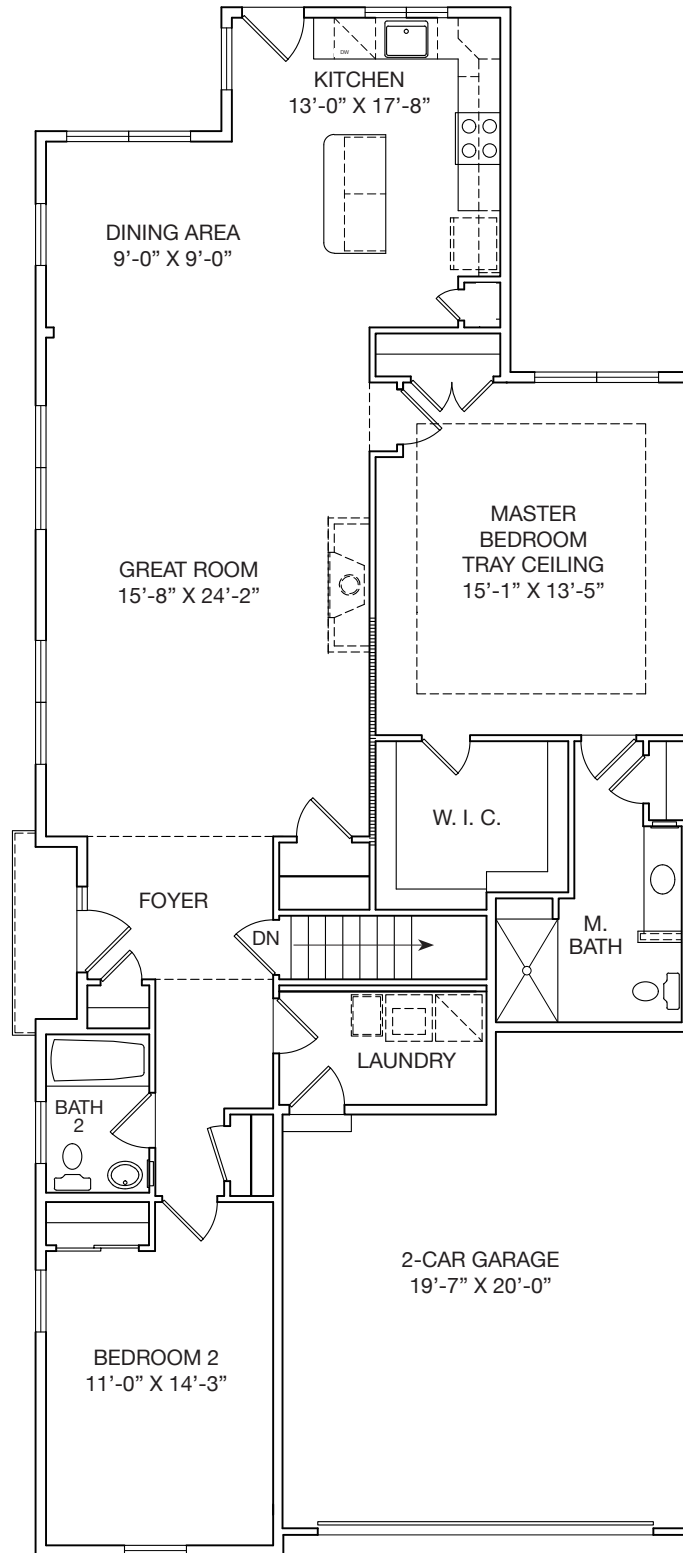 DW
KITCHEN
13’-0” X 17’-8”
DINING AREA
9’-0” X 9’-0”
MASTER
BEDROOM
TRAY CEILING
15’-1” X 13’-5”
GREAT ROOM
15’-8” X 24’-2”
W. I. C.
FOYER
DN
M.
BATH
LAUNDRY
BATH
2
2-CAR GARAGE
19’-7” X 20’-0”
BEDROOM 2
11’-0” X 14’-3”